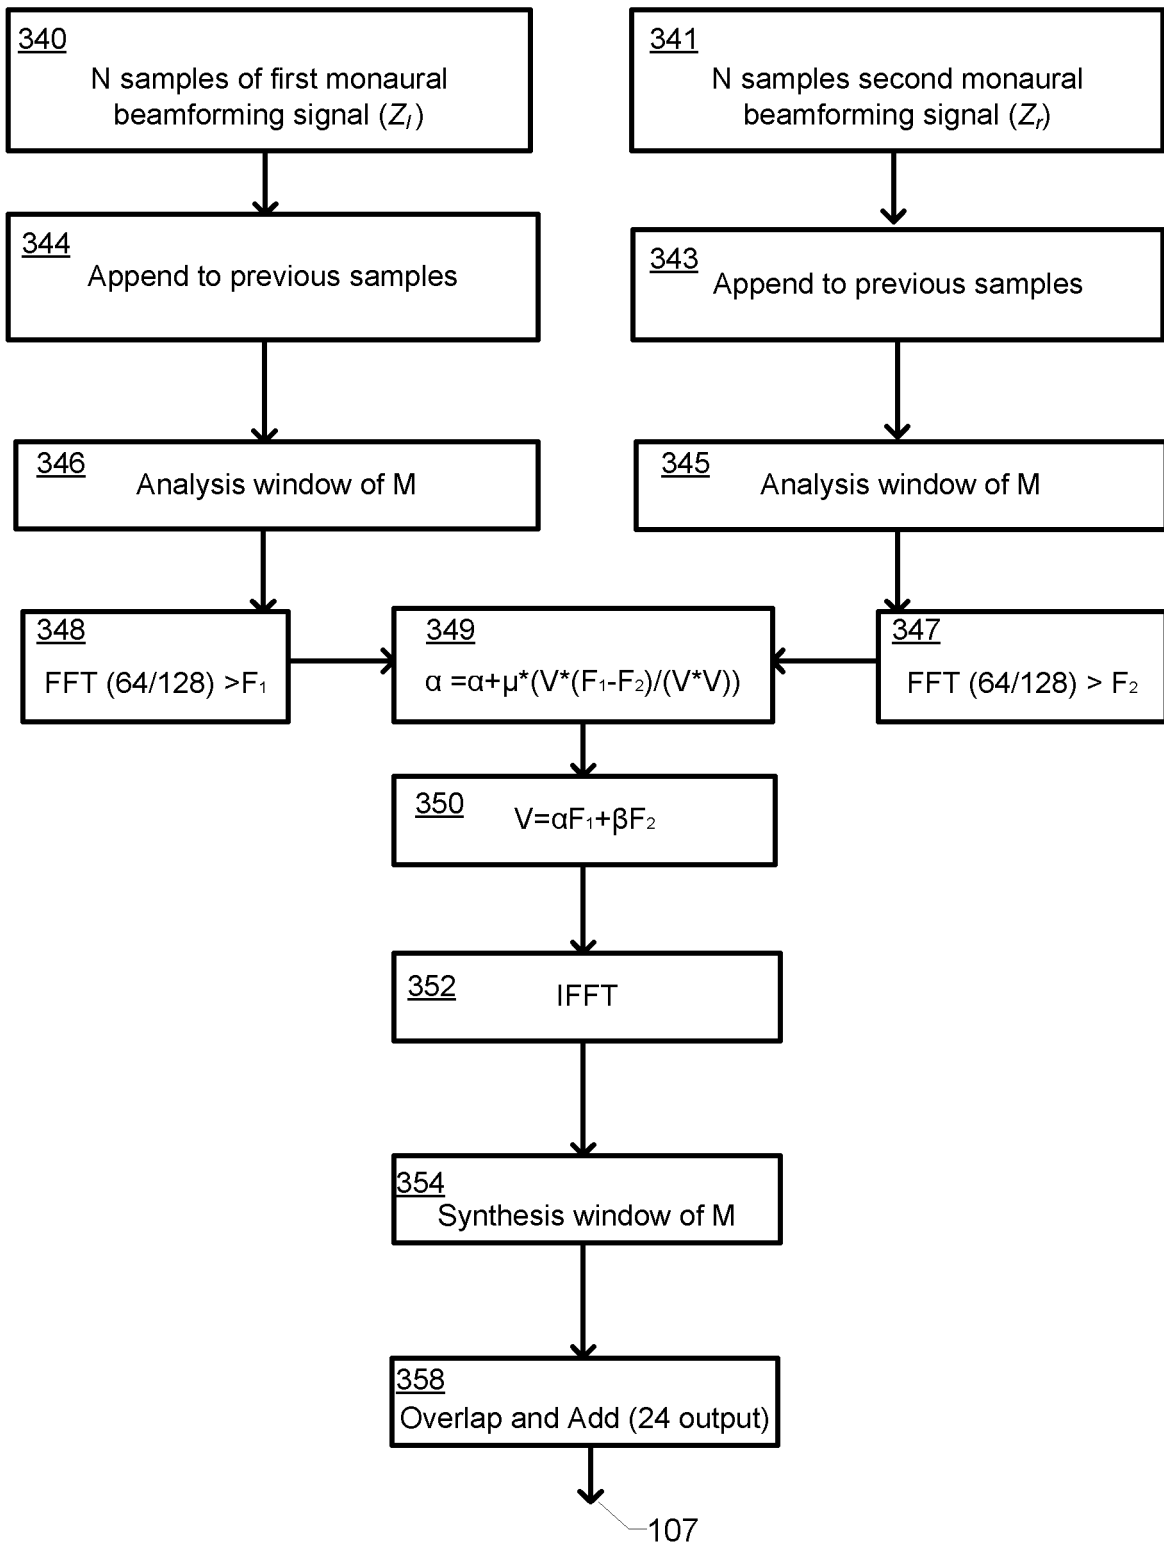 340
N samples of first monaural
beamforming signal (Zl)
341
N samples second monaural
beamforming signal (Zr)
344
Append to previous samples
343
Append to previous samples
346
Analysis window of M
345
Analysis window of M
348
FFT (64/128) >F1
349
α =α+μ*(V*(F1-F2)/(V*V))
347
FFT (64/128) > F2
350
V=αF1+βF2
352
IFFT
354
Synthesis window of M
358
Overlap and Add (24 output)
107